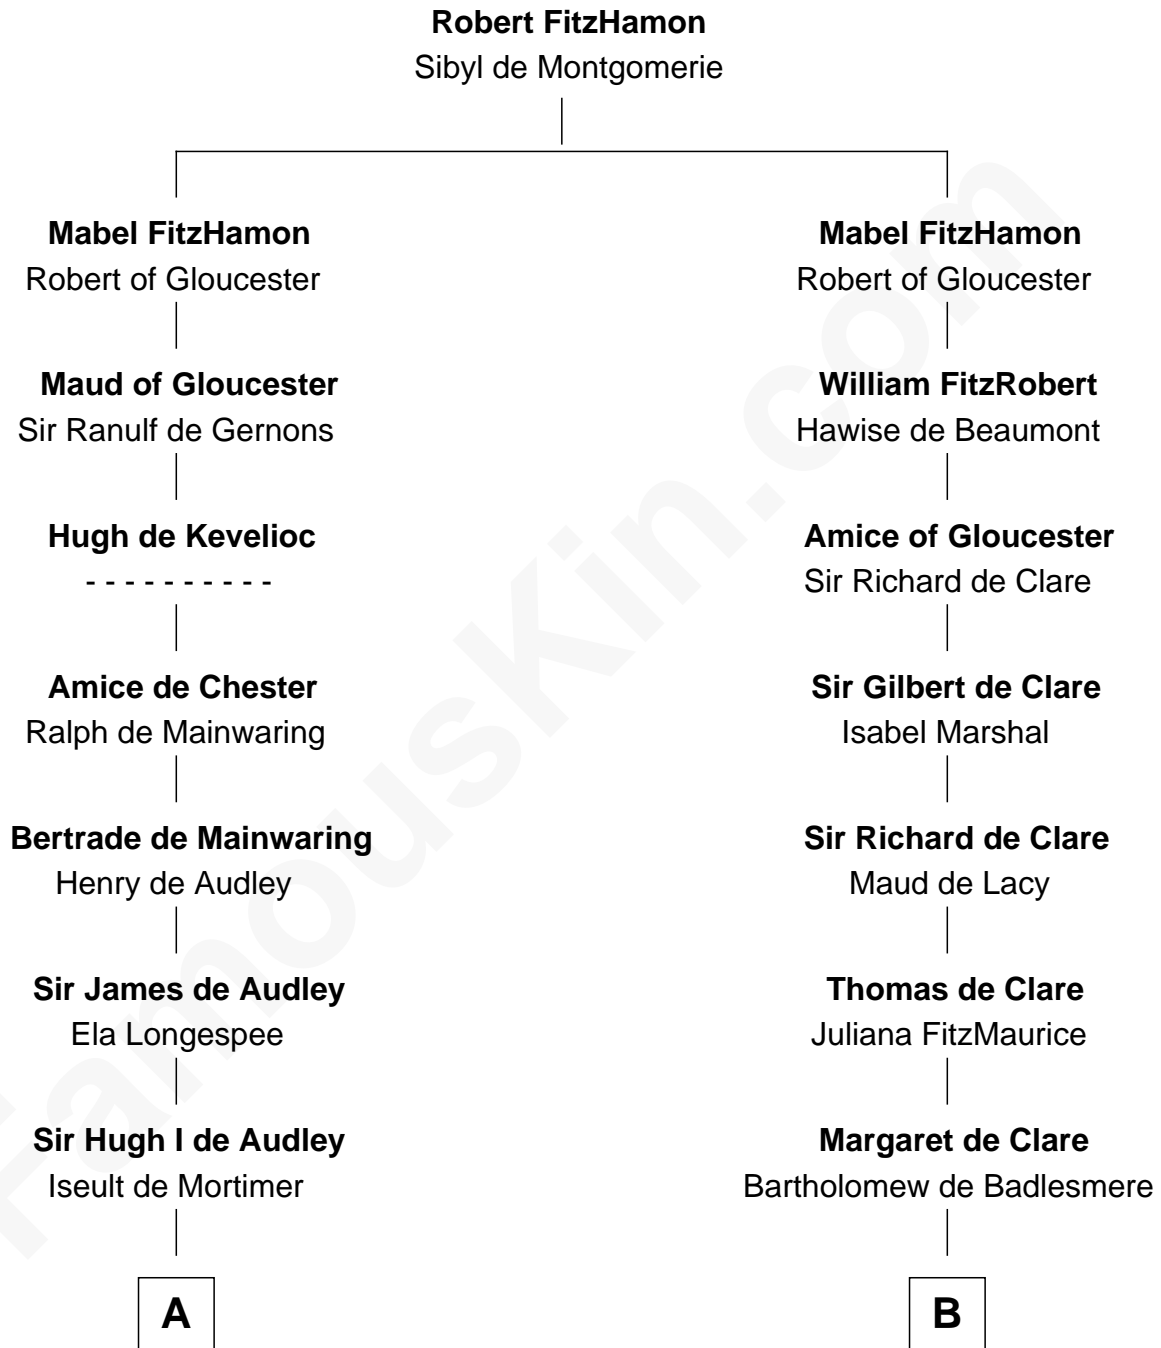 Robert FitzHamon
Sibyl de Montgomerie
Mabel FitzHamon
Robert of Gloucester
Maud of Gloucester
Sir Ranulf de Gernons
Hugh de Kevelioc
- - - - - - - - - -
Amice de Chester
Ralph de Mainwaring
Bertrade de Mainwaring
Henry de Audley
Sir James de Audley
Ela Longespee
Sir Hugh I de Audley
Iseult de Mortimer
A
Mabel FitzHamon
Robert of Gloucester
William FitzRobert
Hawise de Beaumont
Amice of Gloucester
Sir Richard de Clare
Sir Gilbert de Clare
Isabel Marshal
Sir Richard de Clare
Maud de Lacy
Thomas de Clare
Juliana FitzMaurice
Margaret de Clare
Bartholomew de Badlesmere
B
FamousKin.com